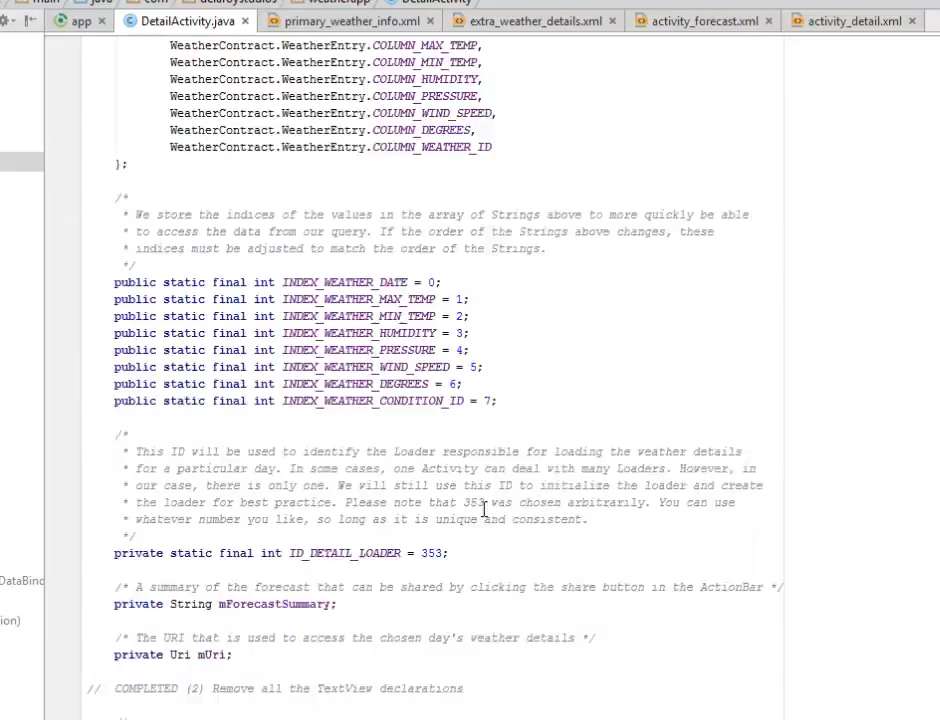 main java com delaroystudios weatherapp DetailActivity
app DetailActivity.java primary_weather_info.xml extra_weather_details.xml activity_forecast.xml activity_detail.xml
WeatherContract.WeatherEntry.COLUMN_MAX_TEMP,
WeatherContract.WeatherEntry.COLUMN_MIN_TEMP,
WeatherContract.WeatherEntry.COLUMN_HUMIDITY,
WeatherContract.WeatherEntry.COLUMN_PRESSURE,
WeatherContract.WeatherEntry.COLUMN_WIND_SPEED,
WeatherContract.WeatherEntry.COLUMN_DEGREES,
WeatherContract.WeatherEntry.COLUMN_WEATHER_ID
};
/*
* We store the indices of the values in the array of Strings above to more quickly be able
* to access the data from our query. If the order of the Strings above changes, these
* indices must be adjusted to match the order of the Strings.
*/
public static final int INDEX_WEATHER_DATE = 0;
public static final int INDEX_WEATHER_MAX_TEMP = 1;
public static final int INDEX_WEATHER_MIN_TEMP = 2;
public static final int INDEX_WEATHER_HUMIDITY = 3;
public static final int INDEX_WEATHER_PRESSURE = 4;
public static final int INDEX_WEATHER_WIND_SPEED = 5;
public static final int INDEX_WEATHER_DEGREES = 6;
public static final int INDEX_WEATHER_CONDITION_ID = 7;
/*
* This ID will be used to identify the Loader responsible for loading the weather details
* for a particular day. In some cases, one Activity can deal with many Loaders. However, in
* our case, there is only one. We will still use this ID to initialize the loader and create
* the loader for best practice. Please note that 353 was chosen arbitrarily. You can use
* whatever number you like, so long as it is unique and consistent.
*/
private static final int ID_DETAIL_LOADER = 353;
DataBind
/* A summary of the forecast that can be shared by clicking the share button in the ActionBar */
private String mForecastSummary;
ion)
/* The URI that is used to access the chosen day's weather details */
private Uri mUri;
// COMPLETED (2) Remove all the TextView declarations